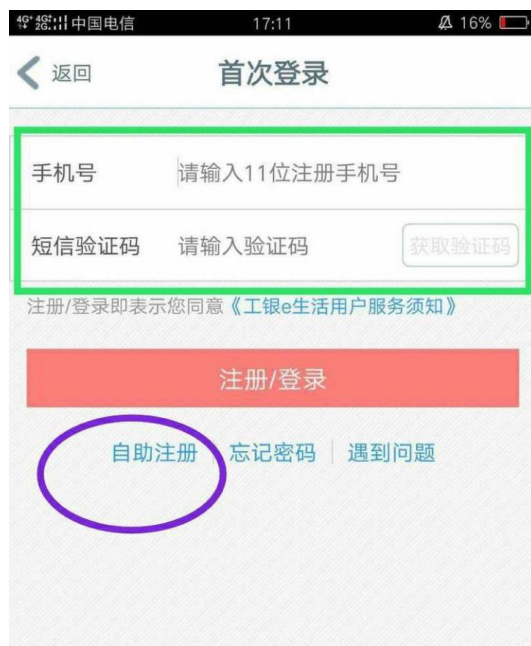 4G+ 4G+ 2G 中国电信 17:11 16%
返回 首次登录
手机号 请输入11位注册手机号
短信验证码 请输入验证码 获取验证码
注册/登录即表示您同意《工银e生活用户服务须知》
注册/登录
自助注册 忘记密码 遇到问题